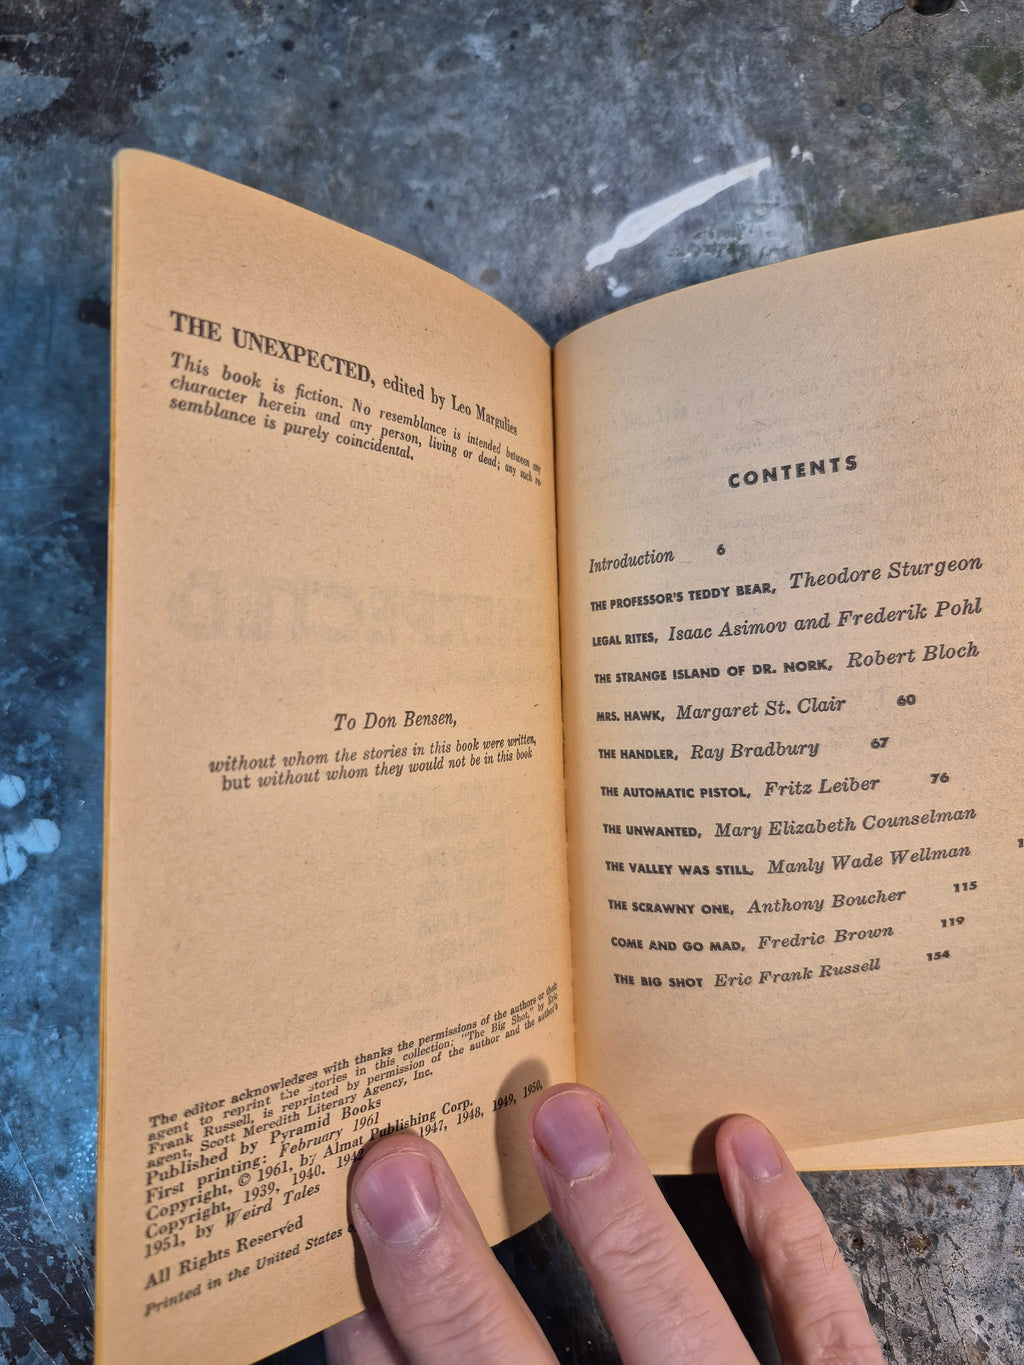 THE UNEXPECTED, edited by Leo Margulies
This book is fiction. No resemblance is intended between any
character herein and any person, living or dead; any such re-
semblance is purely coincidental.
To Don Bensen,
without whom the stories in this book were written,
but without whom they would not be in this book
The editor acknowledges with thanks the permissions of the authors or their
agent to reprint the stories in this collection; "The Big Shot," by Eric
Frank Russell, is reprinted by permission of the author and the author's
agent, Scott Meredith Literary Agency, Inc.
Published by Pyramid Books
First printing: February 1961
Copyright, © 1961, by Almat Publishing Corp.
Copyright, 1939, 1940. 1942 1947, 1948, 1949, 1950,
1951, by Weird Tales
All Rights Reserved
Printed in the United States
CONTENTS
Introduction 6
THE PROFESSOR'S TEDDY BEAR, Theodore Sturgeon
LEGAL RITES, Isaac Asimov and Frederik Pohl
THE STRANGE ISLAND OF DR. NORK, Robert Bloch
MRS. HAWK, Margaret St. Clair 60
THE HANDLER, Ray Bradbury 67
THE AUTOMATIC PISTOL, Fritz Leiber 76
THE UNWANTED, Mary Elizabeth Counselman
THE VALLEY WAS STILL, Manly Wade Wellman
THE SCRAWNY ONE, Anthony Boucher 115
COME AND GO MAD, Fredric Brown 119
THE BIG SHOT Eric Frank Russell 154